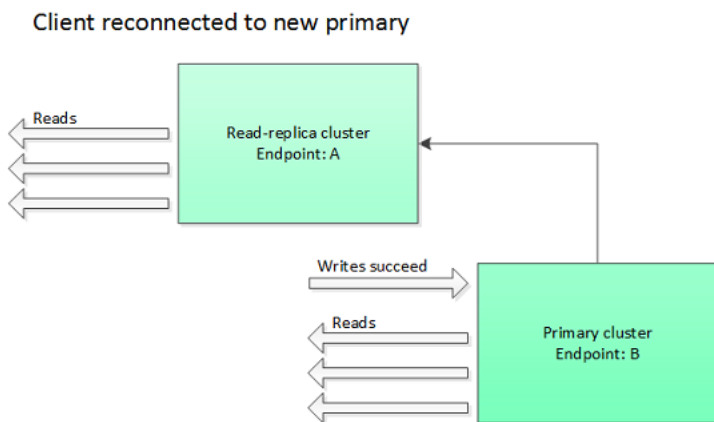 Client reconnected to new primary
Reads
Read-replica cluster
Endpoint: A
Writes succeed
Reads
Primary cluster
Endpoint: B